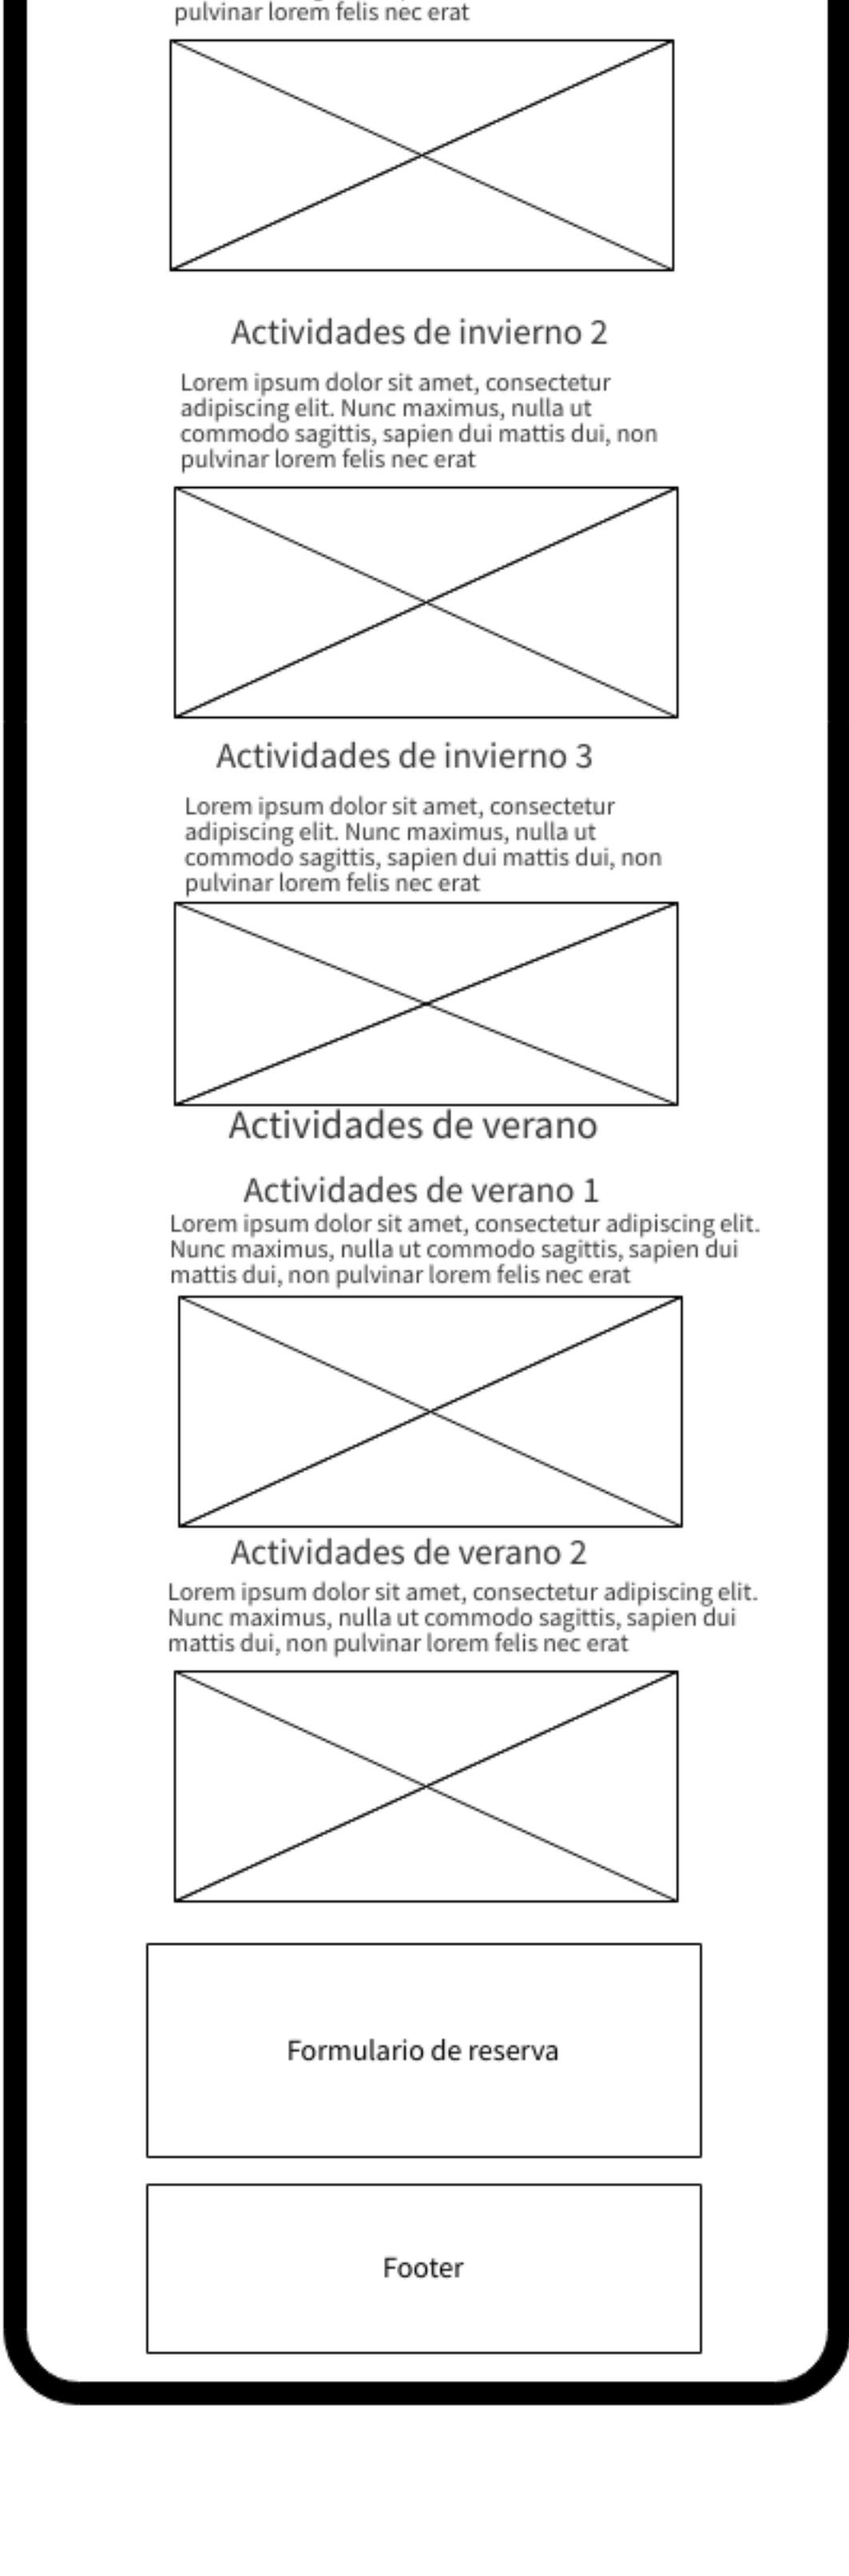 pulvinar lorem felis nec erat
Actividades de invierno 2
Lorem ipsum dolor sit amet, consectetur
adipiscing elit. Nunc maximus, nulla ut
commodo sagittis, sapien dui mattis dui, non
pulvinar lorem felis nec erat
Actividades de invierno 3
Lorem ipsum dolor sit amet, consectetur
adipiscing elit. Nunc maximus, nulla ut
commodo sagittis, sapien dui mattis dui, non
pulvinar lorem felis nec erat
Actividades de verano
Actividades de verano 1
Lorem ipsum dolor sit amet, consectetur adipiscing elit.
Nunc maximus, nulla ut commodo sagittis, sapien dui
mattis dui, non pulvinar lorem felis nec erat
Actividades de verano 2
Lorem ipsum dolor sit amet, consectetur adipiscing elit.
Nunc maximus, nulla ut commodo sagittis, sapien dui
mattis dui, non pulvinar lorem felis nec erat
Formulario de reserva
Footer